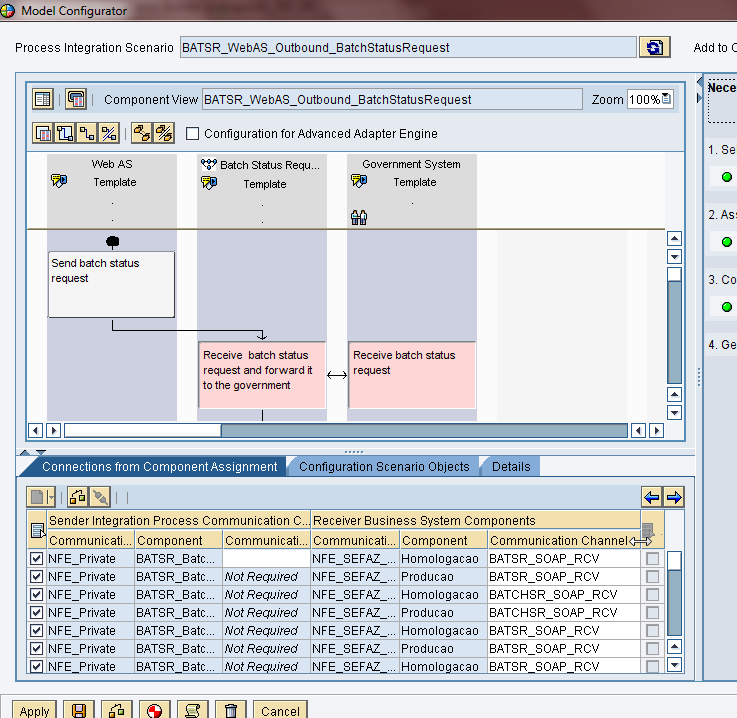 Model Configurator
Process Integration Scenario BATSR_WebAS_Outbound_BatchStatusRequest Add to C
Component View BATSR_WebAS_Outbound_BatchStatusRequest Zoom 100%
Configuration for Advanced Adapter Engine
Web AS
Template
.
.
Batch Status Requ...
Template
.
.
Government System
Template
.
Send batch status
request
Receive batch status
request and forward it
to the government
Receive batch status
request
Nece
1. Se
2. Ass
3. Co
4. Ge
Connections from Component Assignment Configuration Scenario Objects Details
Sender Integration Process Communication C... Receiver Business System Components
Communicati... Component Communicati... Communicati... Component Communication Channel
NFE_Private BATSR_Batc... NFE_SEFAZ_... Homologacao BATSR_SOAP_RCV
NFE_Private BATSR_Batc... Not Required NFE_SEFAZ_... Producao BATSR_SOAP_RCV
NFE_Private BATSR_Batc... Not Required NFE_SEFAZ_... Homologacao BATCHSR_SOAP_RCV
NFE_Private BATSR_Batc... Not Required NFE_SEFAZ_... Producao BATCHSR_SOAP_RCV
NFE_Private BATSR_Batc... Not Required NFE_SEFAZ_... Homologacao BATSR_SOAP_RCV
NFE_Private BATSR_Batc... Not Required NFE_SEFAZ_... Producao BATSR_SOAP_RCV
NFE_Private BATSR_Batc... Not Required NFE_SEFAZ_... Homologacao BATSR_SOAP_RCV
Apply Cancel